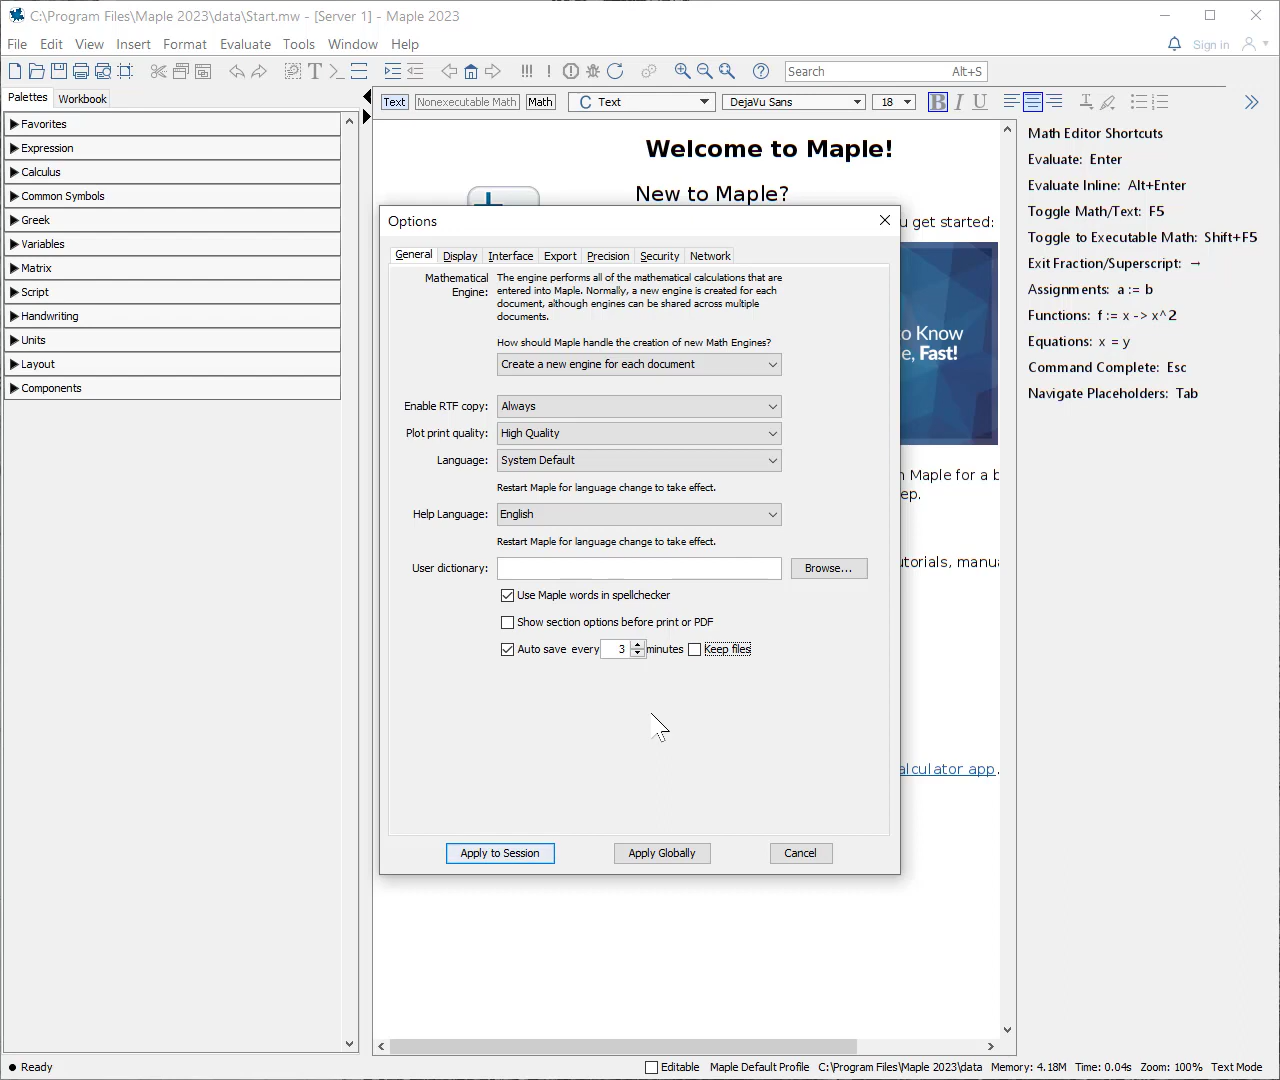 C:\Program Files\Maple 2023\data\Start.mw - [Server 1] - Maple 2023
File Edit View Insert Format Evaluate Tools Window Help
Sign in
Search Alt+S
Palettes Workbook
Text Nonexecutable Math Math C Text DejaVu Sans 18 B I U
Favorites
Expression
Calculus
Common Symbols
Greek
Variables
Matrix
Script
Handwriting
Units
Layout
Components
Welcome to Maple!
New to Maple?
u get started:
o Know
e, Fast!
n Maple for a b
ep.
utorials, manua
alculator app.
Options
General Display Interface Export Precision Security Network
Mathematical Engine:
The engine performs all of the mathematical calculations that are
entered into Maple. Normally, a new engine is created for each
document, although engines can be shared across multiple
documents.
How should Maple handle the creation of new Math Engines?
Create a new engine for each document
Enable RTF copy: Always
Plot print quality: High Quality
Language: System Default
Restart Maple for language change to take effect.
Help Language: English
Restart Maple for language change to take effect.
User dictionary: Browse...
Use Maple words in spellchecker
Show section options before print or PDF
Auto save every 3 minutes Keep files
Apply to Session Apply Globally Cancel
Math Editor Shortcuts
Evaluate: Enter
Evaluate Inline: Alt+Enter
Toggle Math/Text: F5
Toggle to Executable Math: Shift+F5
Exit Fraction/Superscript: →
Assignments: a := b
Functions: f := x -> x^2
Equations: x = y
Command Complete: Esc
Navigate Placeholders: Tab
Ready
Editable Maple Default Profile C:\Program Files\Maple 2023\data Memory: 4.18M Time: 0.04s Zoom: 100% Text Mode